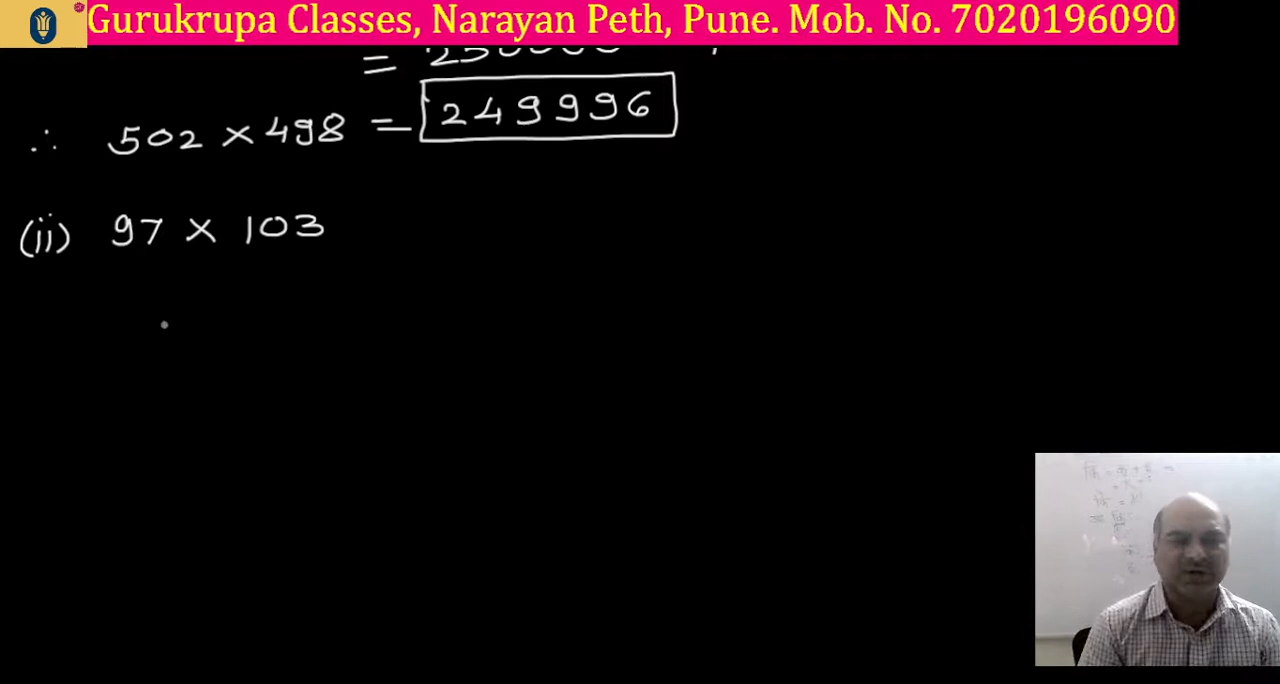 Gurukrupa Classes, Narayan Peth, Pune. Mob. No. 7020196090
=
∴ 502 × 498 = 249996
(ii) 97 × 103